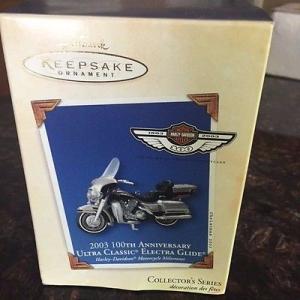 Hallmark
KEEPSAKE
ORNAMENT
1903 2003
HARLEY-DAVIDSON
100
2003 100TH ANNIVERSARY
ULTRA CLASSIC® ELECTRA GLIDE®
Harley-Davidson® Motorcycle Milestones
COLLECTOR'S SERIES
décoration des fêtes